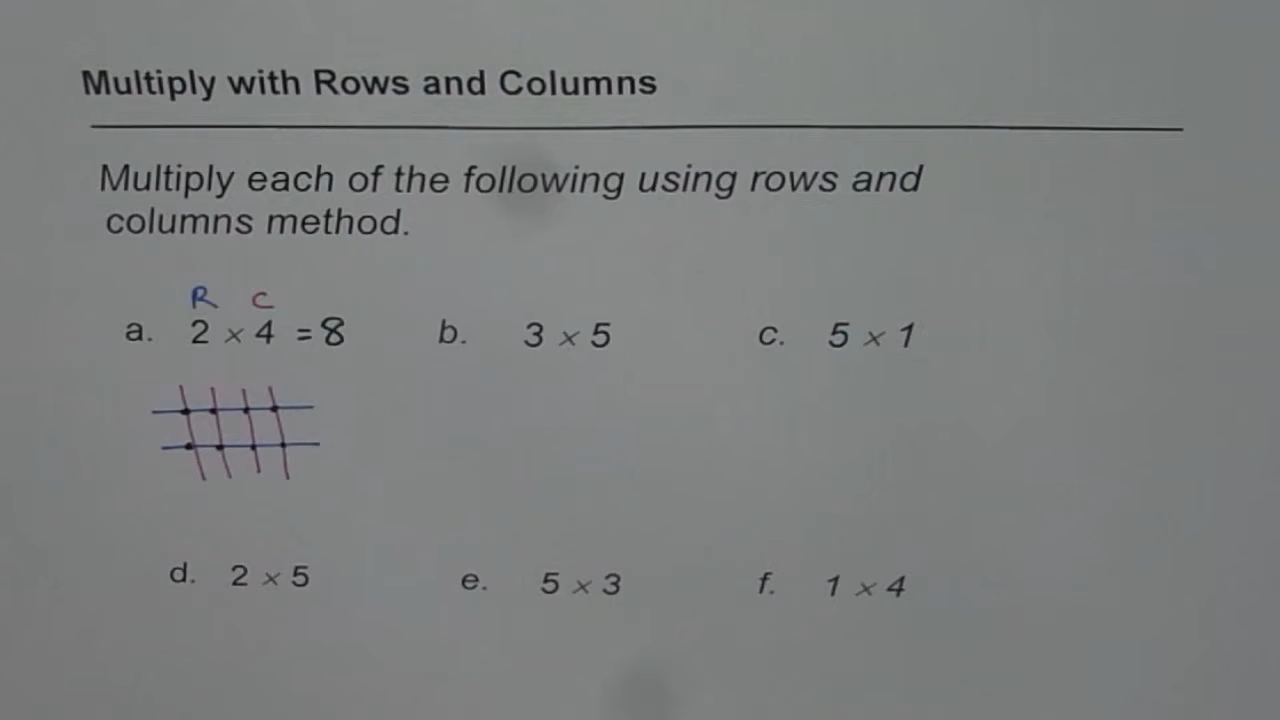 Multiply with Rows and Columns
Multiply each of the following using rows and
columns method.
R C
a. 2 × 4 = 8 b. 3 × 5 c. 5 × 1
d. 2 × 5 e. 5 × 3 f. 1 × 4